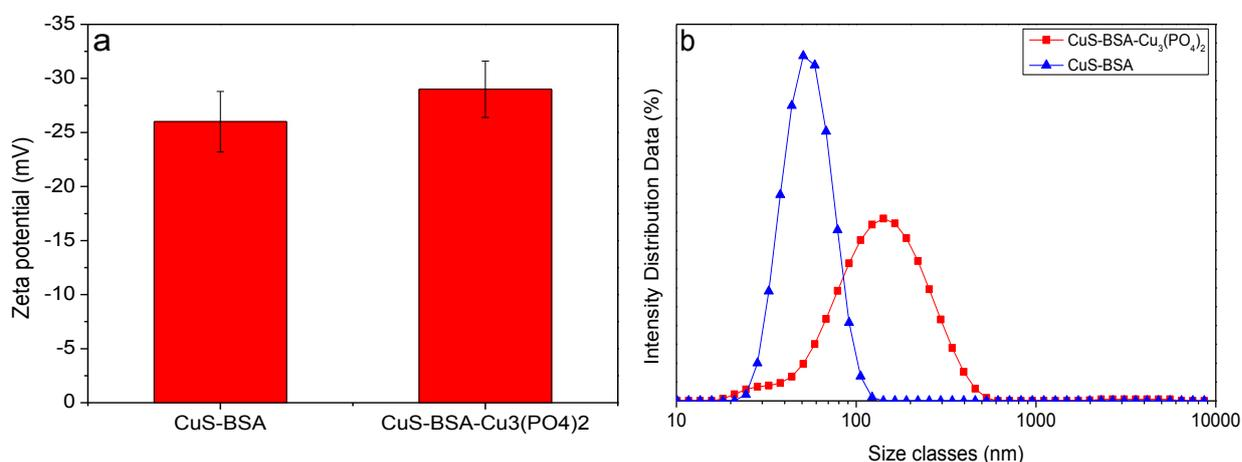 a
-35
-30
-25
-20
-15
-10
-5
0
Zeta potential (mV)
CuS-BSA
CuS-BSA-Cu3(PO4)2
b
CuS-BSA-Cu₃(PO₄)₂
CuS-BSA
Intensity Distribution Data (%)
10
100
1000
10000
Size classes (nm)